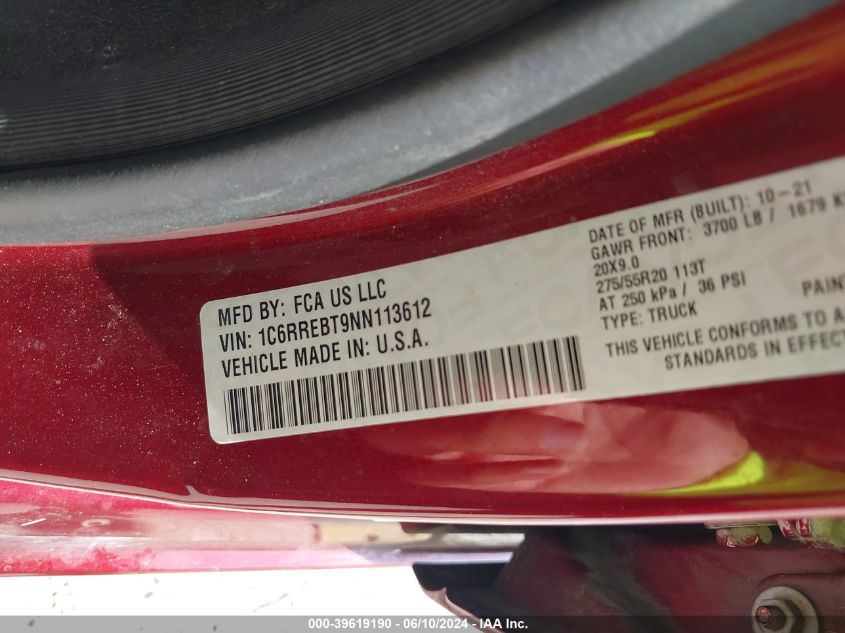 MFD BY: FCA US LLC
VIN: 1C6RREBT9NN113612
VEHICLE MADE IN: U.S.A.
DATE OF MFR (BUILT): 10-21
GAWR FRONT: 3700 LB / 1679
20X9.0
275/55R20 113T
AT 250 kPa / 36 PSI
TYPE: TRUCK
PAIN
THIS VEHICLE CONFORMS
STANDARDS IN EFFECT
000-39619190 - 06/10/2024 - IAA Inc.